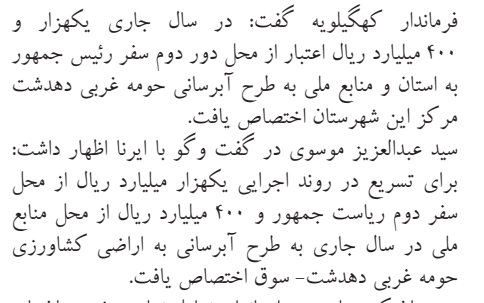 فرماندار کهگیلویه گفت: در سال جاری یکهزار و
۴۰۰ میلیارد ریال اعتبار از محل دور دوم سفر رئیس جمهور
به استان و منابع ملی به طرح آبرسانی حومه غربی دهدشت
مرکز این شهرستان اختصاص یافت.
سید عبدالعزیز موسوی در گفت وگو با ایرنا اظهار داشت:
برای تسریع در روند اجرایی یکهزار میلیارد ریال از محل
سفر دوم ریاست جمهور و ۴۰۰ میلیارد ریال از محل منابع
ملی در سال جاری به طرح آبرسانی به اراضی کشاورزی
حومه غربی دهدشت- سوق اختصاص یافت.